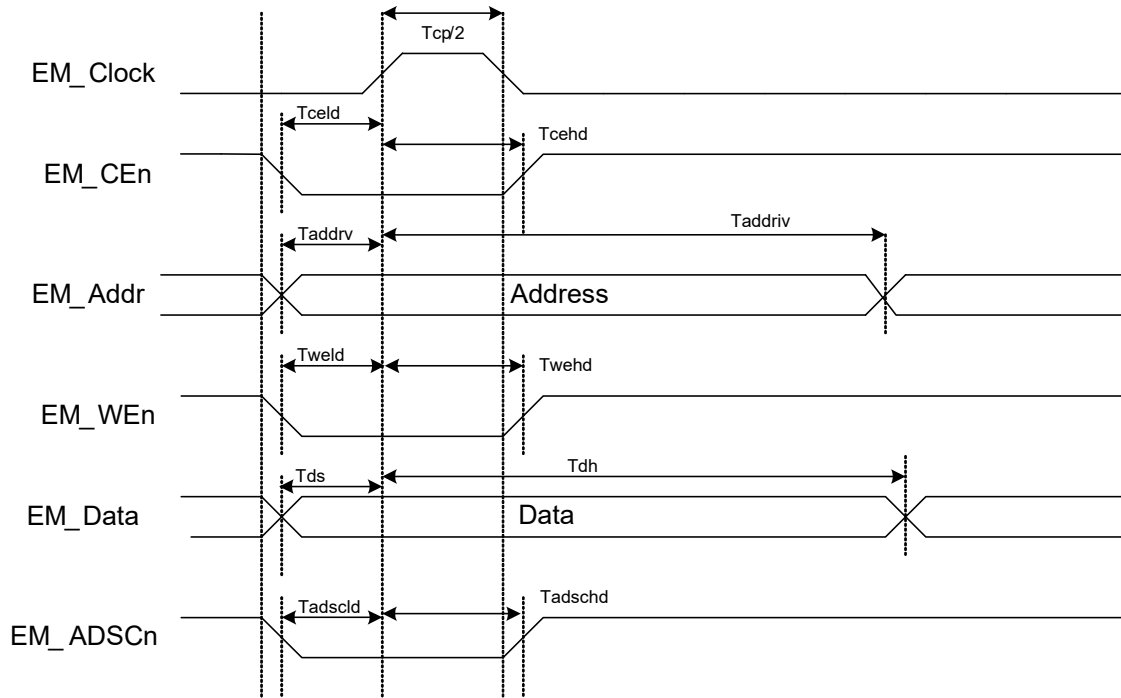 Tcp/2
EM_Clock
Tceld
Tcehd
EM_CEn
Taddrv
Taddriv
EM_Addr
Address
Tweld
Twehd
EM_WEn
Tds
Tdh
EM_Data
Data
Tadscld
Tadschd
EM_ADSCn